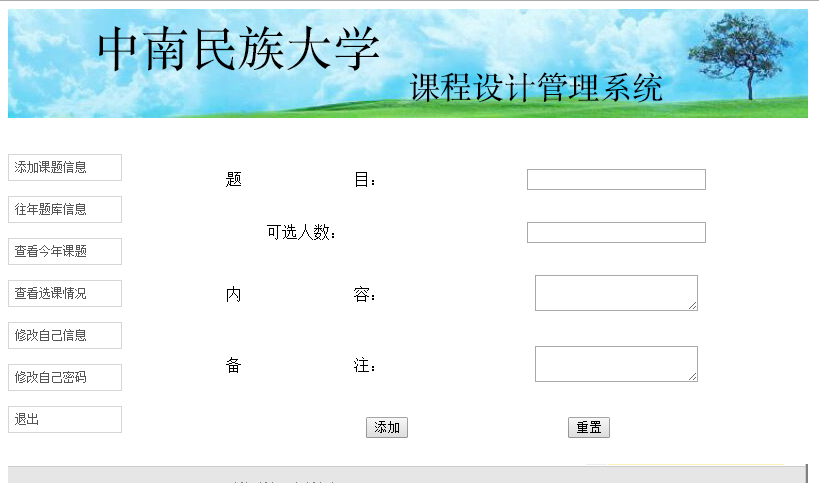 中南民族大学
课程设计管理系统
添加课题信息
往年题库信息
查看今年课题
查看选课情况
修改自己信息
修改自己密码
退出
题 目:
可选人数:
内 容:
备 注:
添加 重置